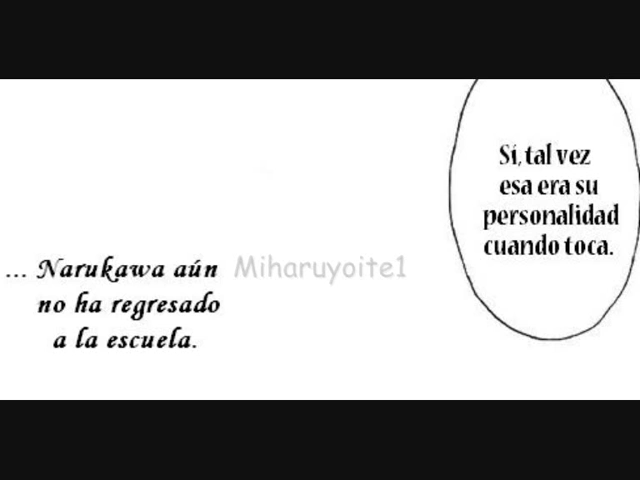 Sí, tal vez
esa era su
personalidad
cuando toca.
... Narukawa aún
no ha regresado
a la escuela.
Miharuyoite1